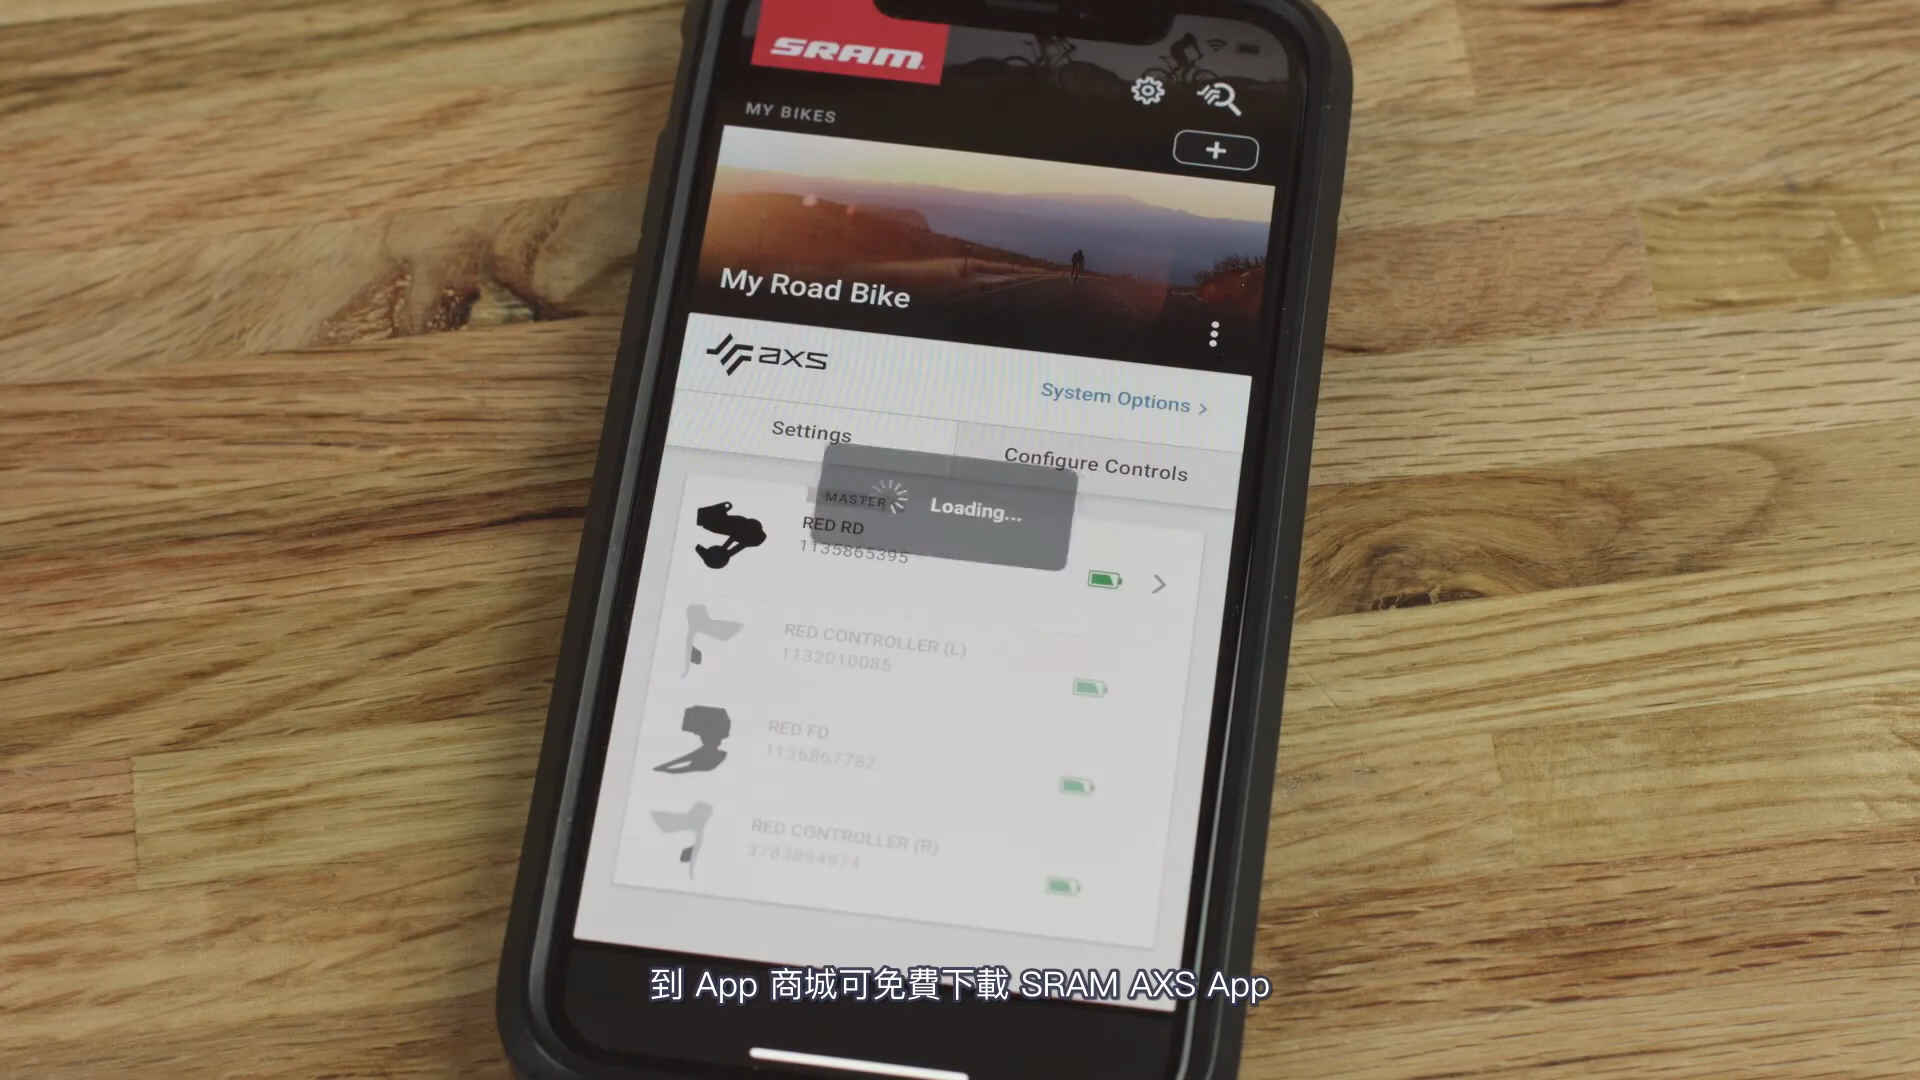 SRAM
MY BIKES
My Road Bike
axs
System Options >
Settings
Configure Controls
MASTER
Loading...
RED RD
1135865395
RED CONTROLLER (L)
1132010085
RED FD
1136867782
RED CONTROLLER (R)
3783894974
到 App 商城可免費下載 SRAM AXS App